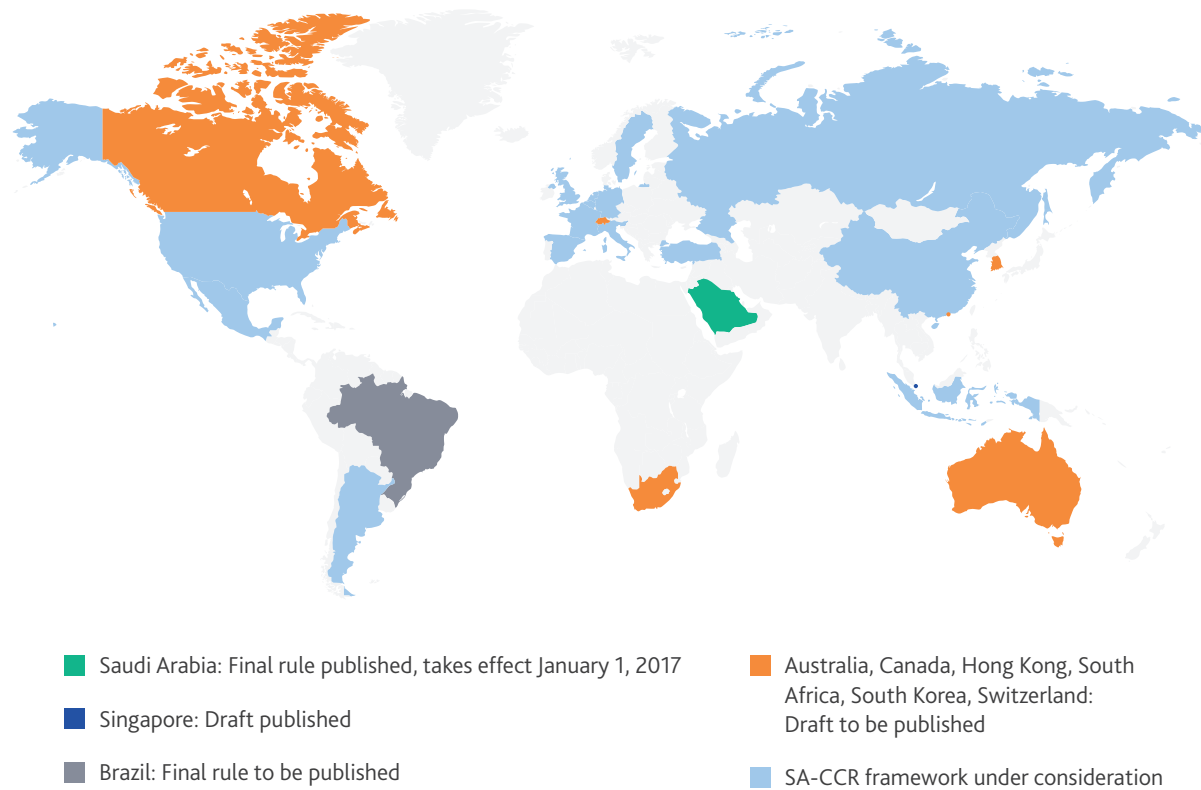 Saudi Arabia: Final rule published, takes effect January 1, 2017
Singapore: Draft published
Brazil: Final rule to be published
Australia, Canada, Hong Kong, South
Africa, South Korea, Switzerland:
Draft to be published
SA-CCR framework under consideration